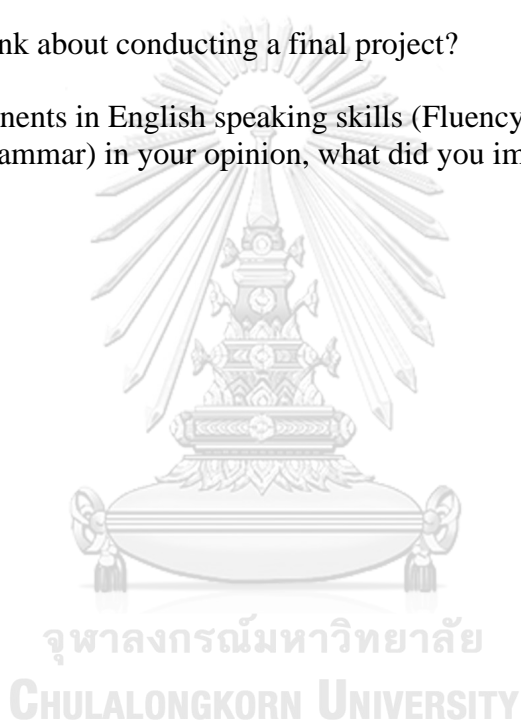 nk about conducting a final project?
nents in English speaking skills (Fluency
ammar) in your opinion, what did you im
จุฬาลงกรณ์มหาวิทยาลัย
CHULALONGKORN UNIVERSITY